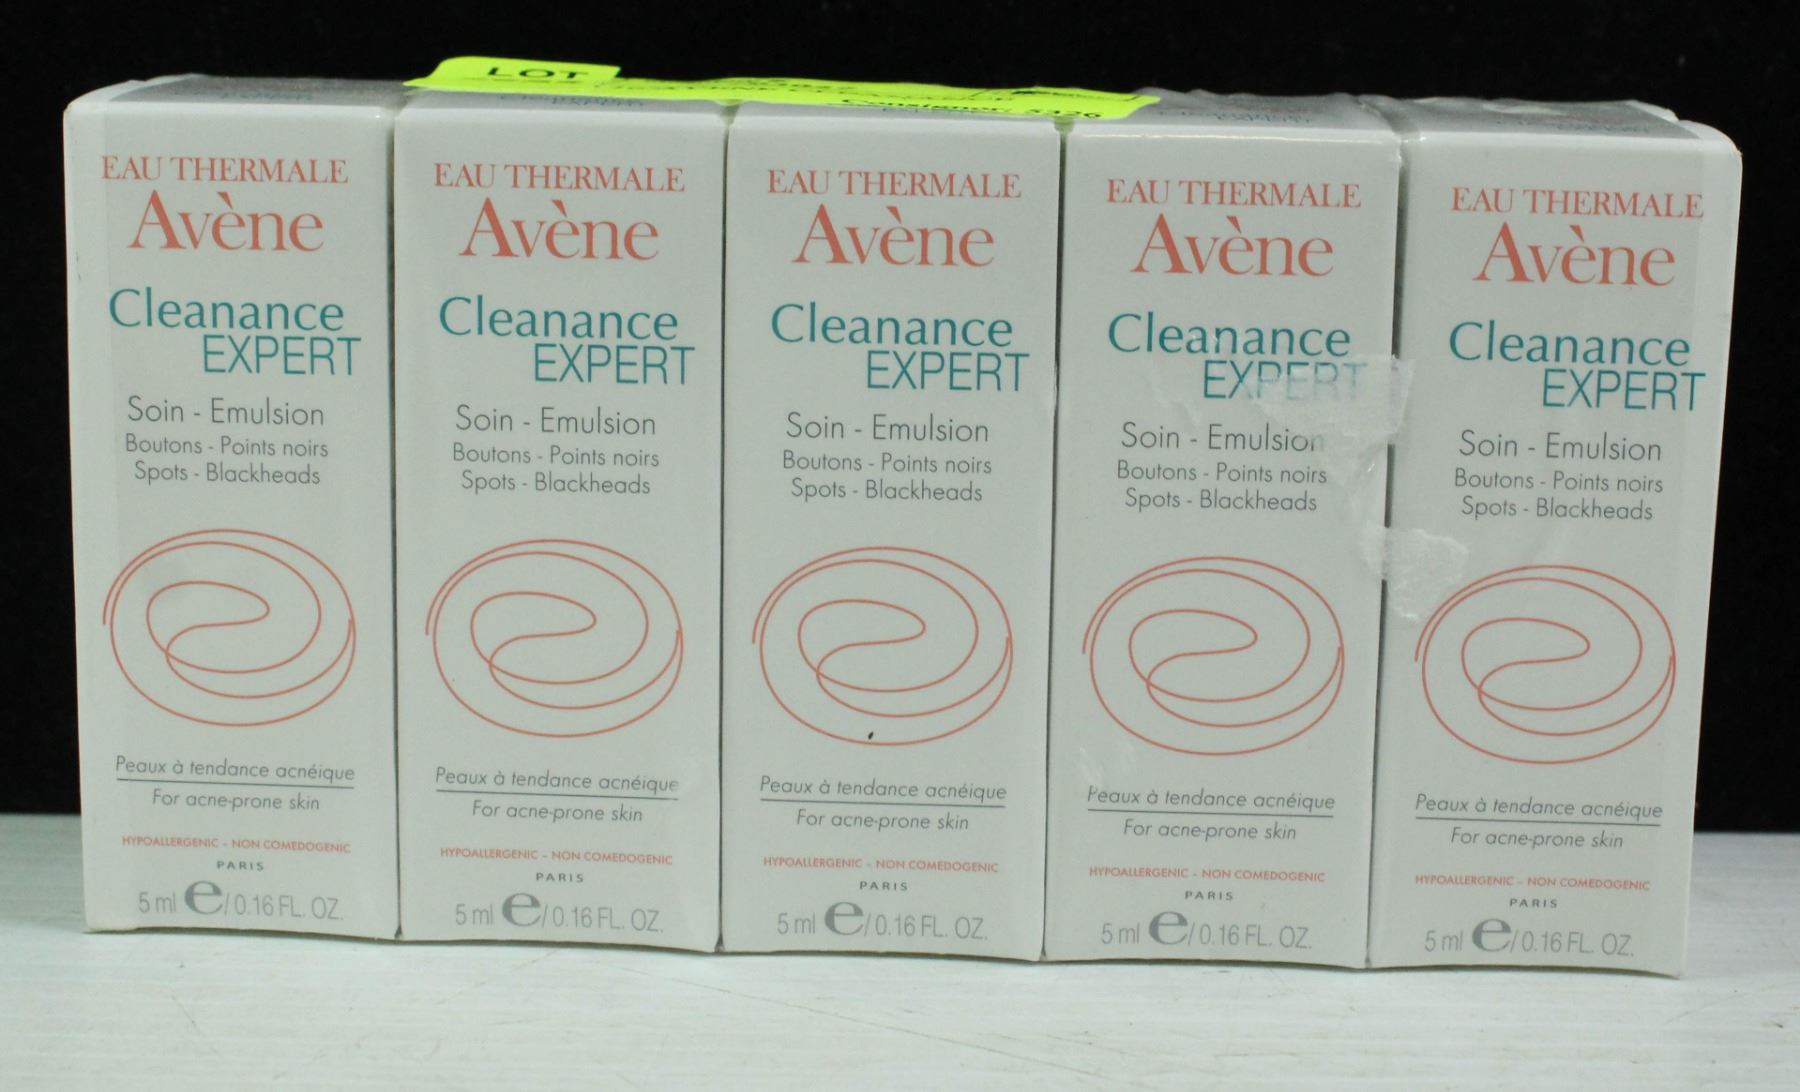 LOT
Consignor: 5326
EAU THERMALE
Avène
Cleanance
EXPERT
Soin - Emulsion
Boutons - Points noirs
Spots - Blackheads
Peaux à tendance acnéique
For acne-prone skin
HYPOALLERGENIC - NON COMEDOGENIC
PARIS
5 ml e/0.16 FL. OZ.
EAU THERMALE
Avène
Cleanance
EXPERT
Soin - Emulsion
Boutons - Points noirs
Spots - Blackheads
Peaux à tendance acnéique
For acne-prone skin
HYPOALLERGENIC - NON COMEDOGENIC
PARIS
5 ml e/0.16 FL. OZ.
EAU THERMALE
Avène
Cleanance
EXPERT
Soin - Emulsion
Boutons - Points noirs
Spots - Blackheads
Peaux à tendance acnéique
For acne-prone skin
HYPOALLERGENIC - NON COMEDOGENIC
PARIS
5 ml e/0.16 FL. OZ.
EAU THERMALE
Avène
Cleanance
EXPERT
Soin - Emulsion
Boutons - Points noirs
Spots - Blackheads
Peaux à tendance acnéique
For acne-prone skin
HYPOALLERGENIC - NON COMEDOGENIC
PARIS
5 ml e/0.16 FL. OZ.
EAU THERMALE
Avène
Cleanance
EXPERT
Soin - Emulsion
Boutons - Points noirs
Spots - Blackheads
Peaux à tendance acnéique
For acne-prone skin
HYPOALLERGENIC - NON COMEDOGENIC
PARIS
5 ml e/0.16 FL. OZ.